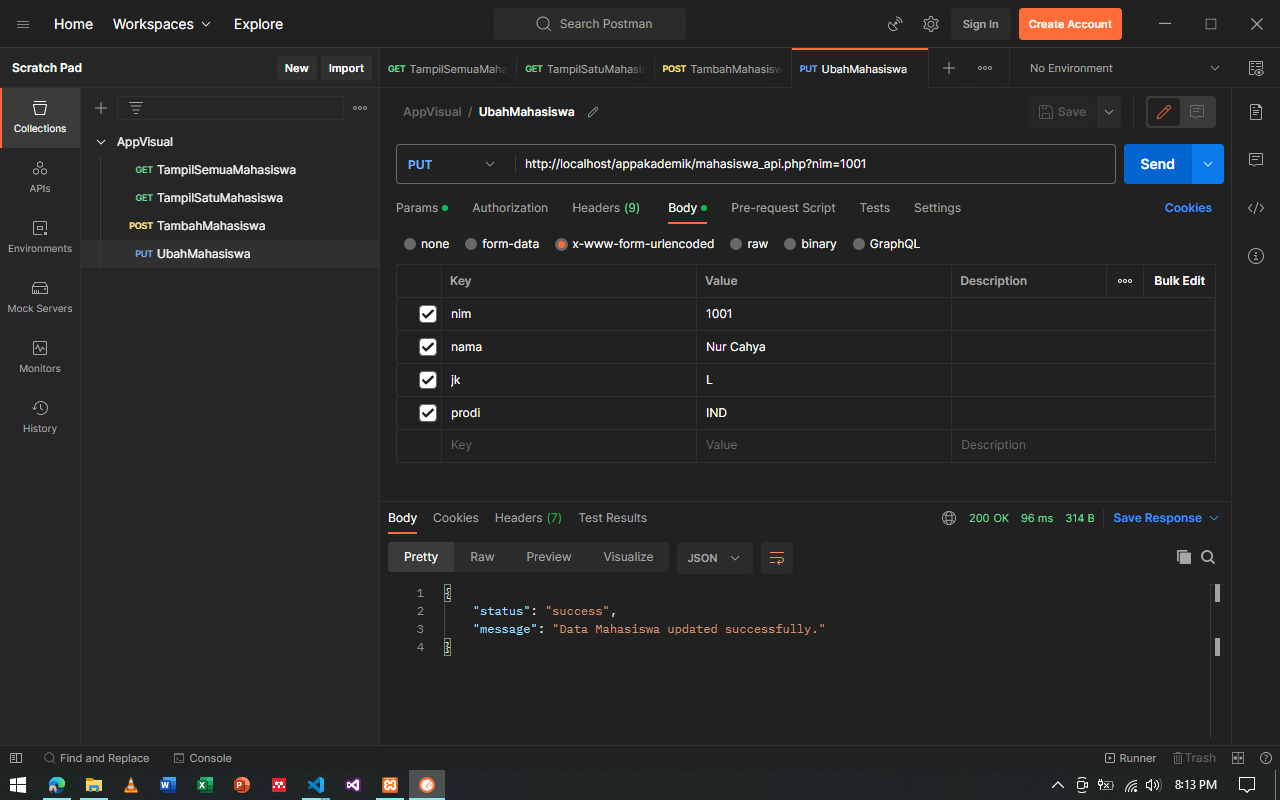 Home Workspaces Explore Search Postman Sign In Create Account
Scratch Pad New Import GET TampilSemuaMaha GET TampilSatuMahasis POST TambahMahasisw PUT UbahMahasiswa No Environment
Collections
APIs
Environments
Mock Servers
Monitors
History
AppVisual
GET TampilSemuaMahasiswa
GET TampilSatuMahasiswa
POST TambahMahasiswa
PUT UbahMahasiswa
AppVisual / UbahMahasiswa Save
PUT http://localhost/appakademik/mahasiswa_api.php?nim=1001 Send
Params Authorization Headers (9) Body Pre-request Script Tests Settings Cookies
none form-data x-www-form-urlencoded raw binary GraphQL
Key Value Description Bulk Edit
nim 1001
nama Nur Cahya
jk L
prodi IND
Key Value Description
Body Cookies Headers (7) Test Results 200 OK 96 ms 314 B Save Response
Pretty Raw Preview Visualize JSON
1 {
2 "status": "success",
3 "message": "Data Mahasiswa updated successfully."
4 }
Find and Replace Console Runner Trash
8:13 PM